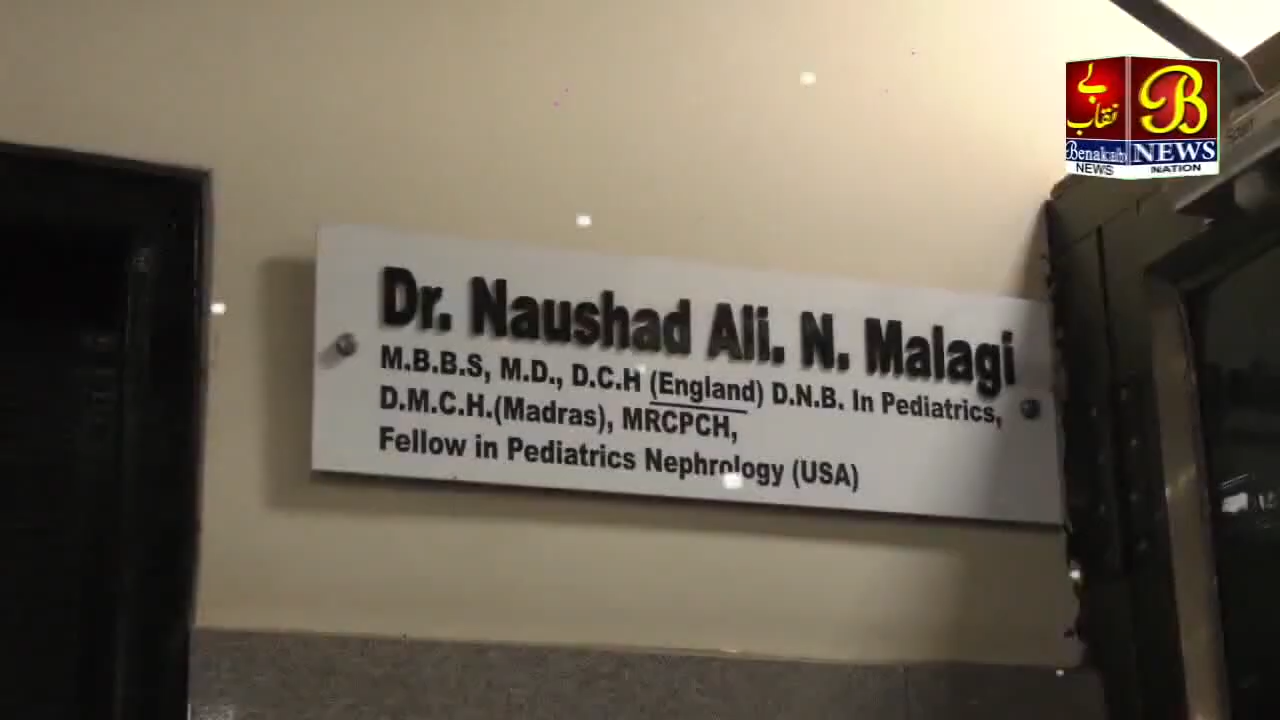 بے
نقاب
Benakab
NEWS
B
NEWS
NATION
Dr. Naushad Ali. N. Malagi
M.B.B.S, M.D., D.C.H (England) D.N.B. In Pediatrics,
D.M.C.H.(Madras), MRCPCH,
Fellow in Pediatrics Nephrology (USA)